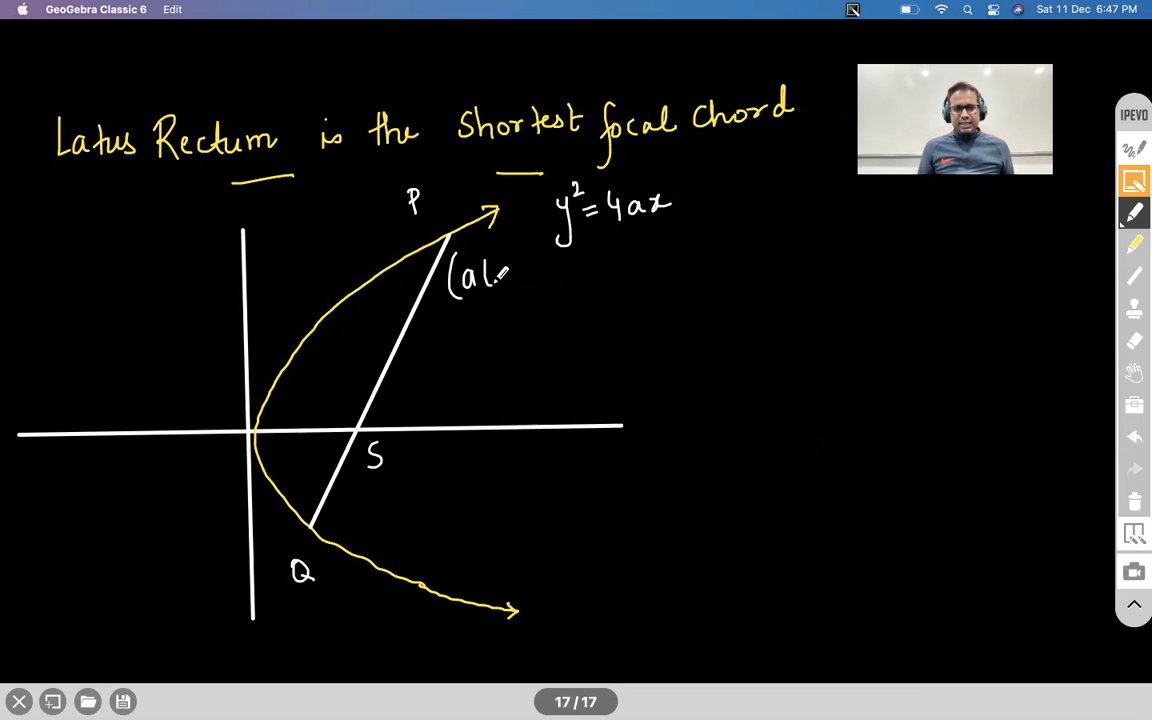 GeoGebra Classic 6 Edit Sat 11 Dec 6:47 PM
Latus Rectum is the Shortest focal Chord
IPEVO
P
y² = 4ax
(a
S
Q
17 / 17